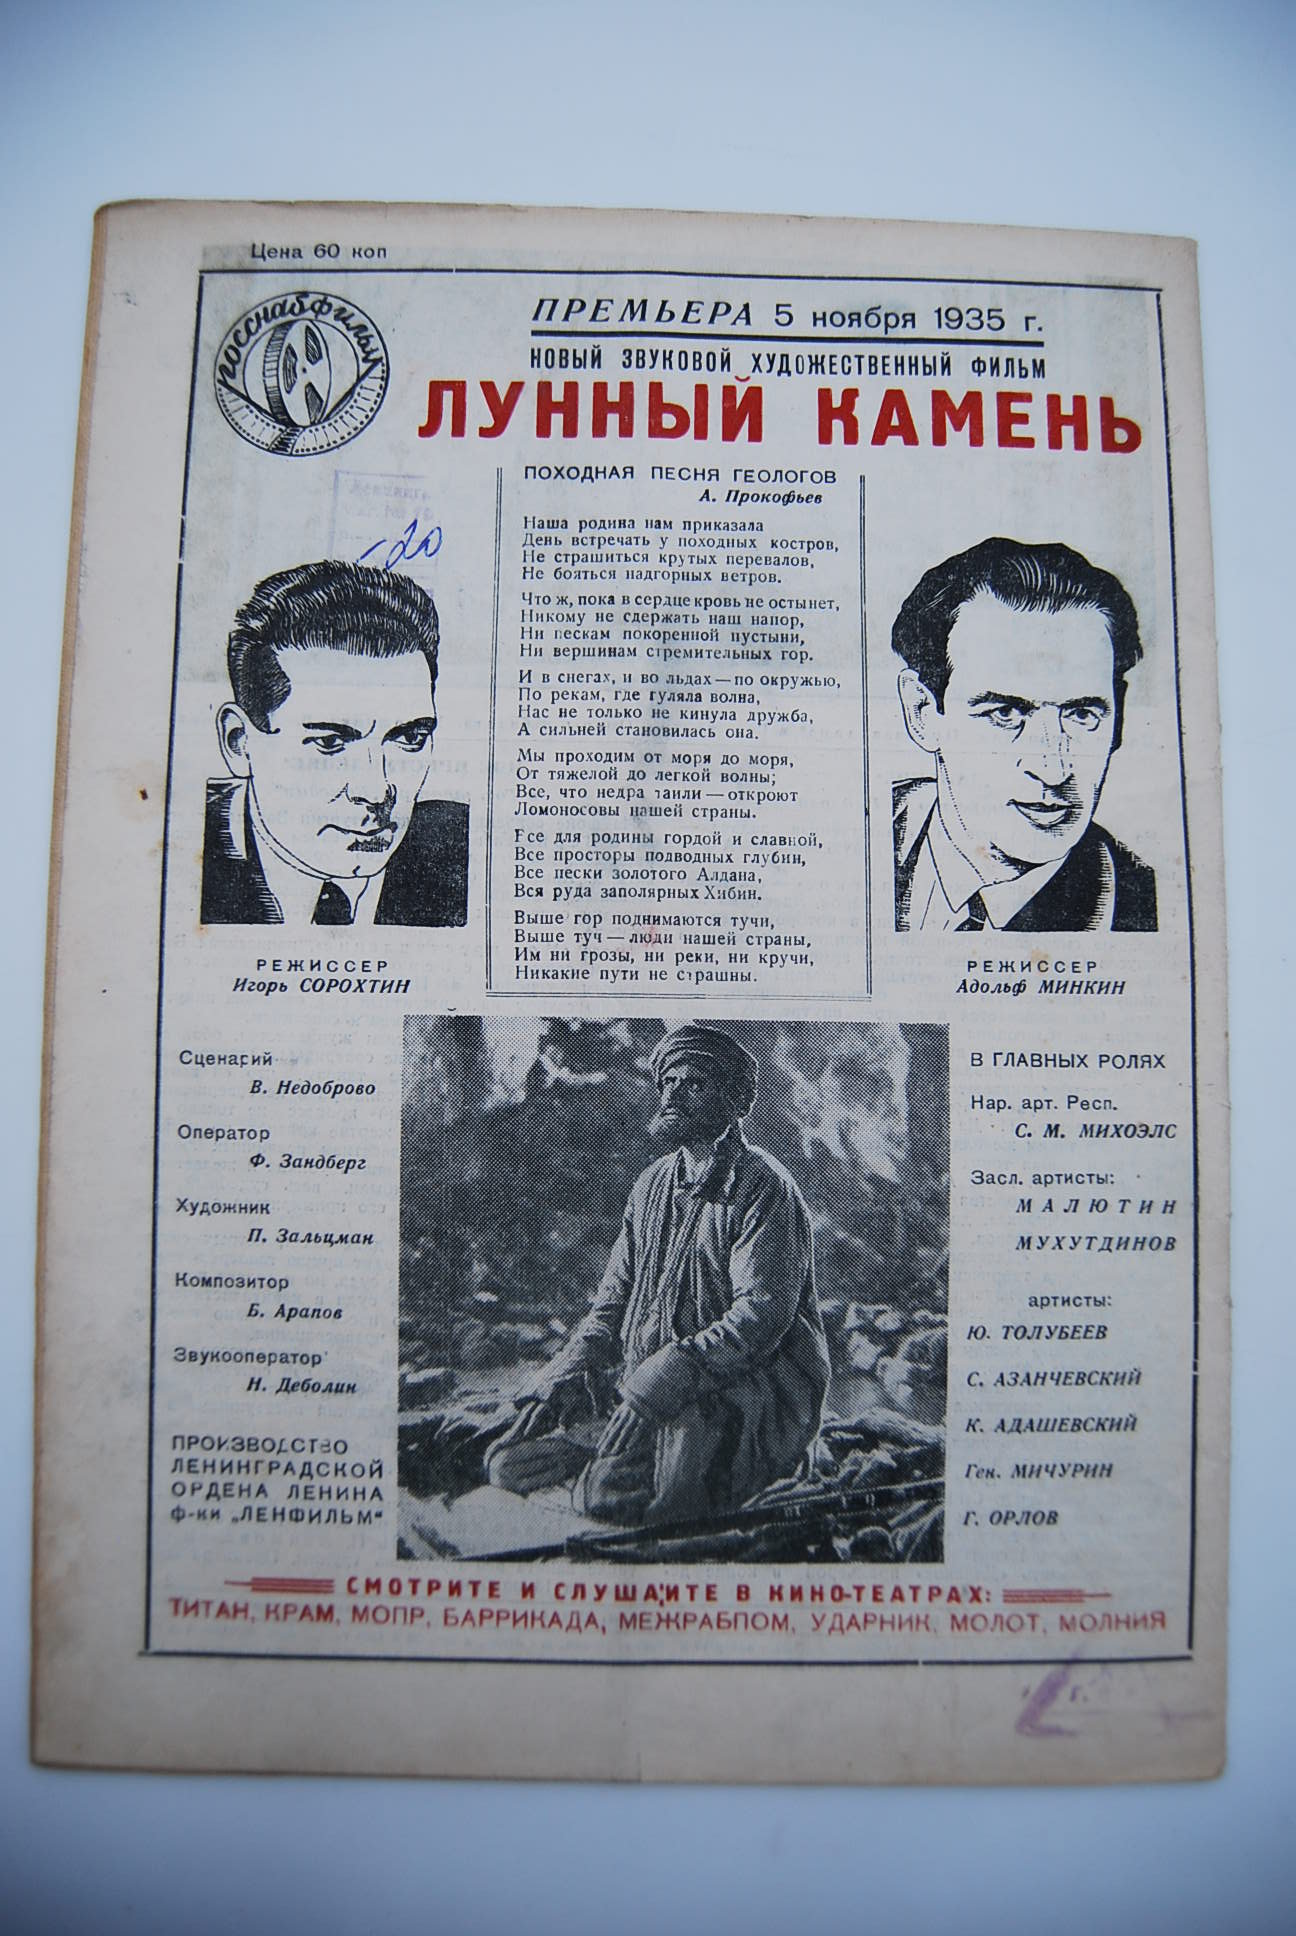 Цена 60 коп
росснабфильм
ПРЕМЬЕРА 5 ноября 1935 г.
НОВЫЙ ЗВУКОВОЙ ХУДОЖЕСТВЕННЫЙ ФИЛЬМ
ЛУННЫЙ КАМЕНЬ
-20
ПОХОДНАЯ ПЕСНЯ ГЕОЛОГОВ
А. Прокофьев
Наша родина нам приказала
День встречать у походных костров,
Не страшиться крутых перевалов,
Не бояться надгорных ветров.
Что ж, пока в сердце кровь не остынет,
Никому не сдержать наш напор,
Ни пескам покоренной пустыни,
Ни вершинам стремительных гор.
И в снегах, и во льдах — по окружью,
По рекам, где гуляла волна,
Нас не только не кинула дружба,
А сильней становилась она.
Мы проходим от моря до моря,
От тяжелой до легкой волны;
Все, что недра таили — откроют
Ломоносовы нашей страны.
Все для родины гордой и славной,
Все просторы подводных глубин,
Все пески золотого Алдана,
Вся руда заполярных Хибин.
Выше гор поднимаются тучи,
Выше туч — люди нашей страны,
Им ни грозы, ни реки, ни кручи,
Никакие пути не страшны.
РЕЖИССЕР
Игорь СОРОХТИН
РЕЖИССЕР
Адольф МИНКИН
Сценарий
В. Недоброво
Оператор
Ф. Зандберг
Художник
П. Зальцман
Композитор
Б. Арапов
Звукооператор
Н. Деболин
ПРОИЗВОДСТВО
ЛЕНИНГРАДСКОЙ
ОРДЕНА ЛЕНИНА
ф-ки „ЛЕНФИЛЬМ“
В ГЛАВНЫХ РОЛЯХ
Нар. арт. Респ.
С. М. МИХОЭЛС
Засл. артисты:
МАЛЮТИН
МУХУТДИНОВ
артисты:
Ю. ТОЛУБЕЕВ
С. АЗАНЧЕВСКИЙ
К. АДАШЕВСКИЙ
Ген. МИЧУРИН
Г. ОРЛОВ
СМОТРИТЕ И СЛУШАЙТЕ В КИНО-ТЕАТРАХ:
ТИТАН, КРАМ, МОПР, БАРРИКАДА, МЕЖРАБПОМ, УДАРНИК, МОЛОТ, МОЛНИЯ